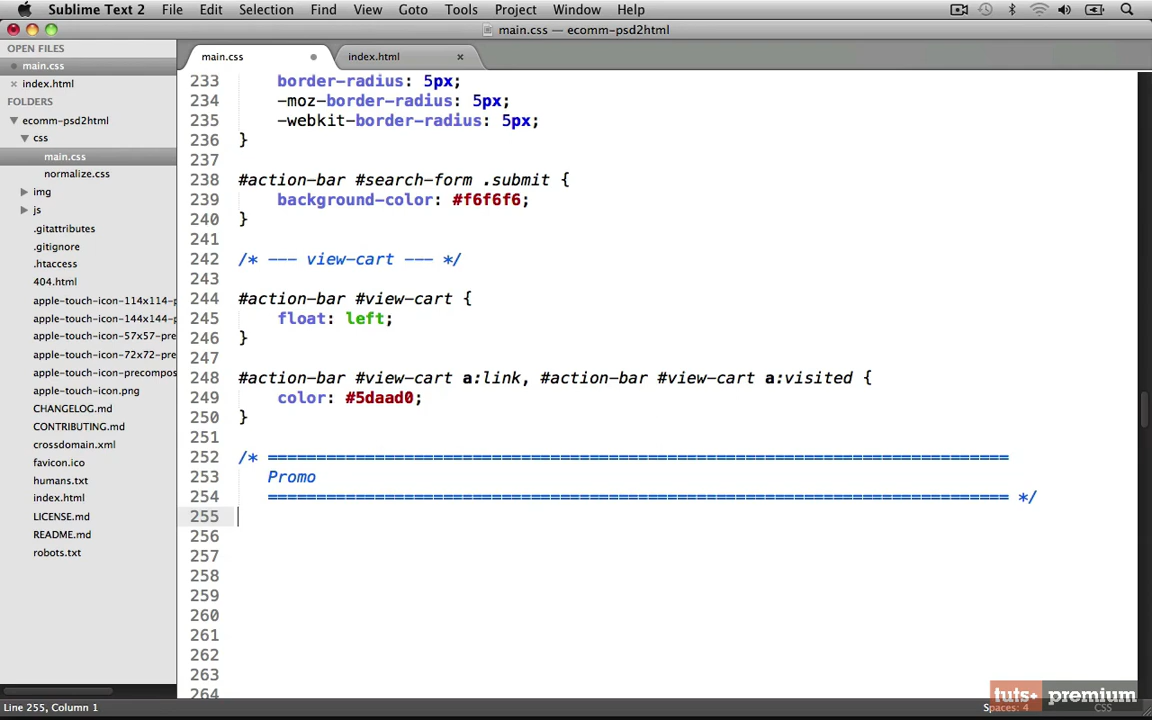 Sublime Text 2 File Edit Selection Find View Goto Tools Project Window Help
main.css — ecomm-psd2html
OPEN FILES
main.css
index.html
FOLDERS
ecomm-psd2html
css
main.css
normalize.css
img
js
.gitattributes
.gitignore
.htaccess
404.html
apple-touch-icon-114x114-p
apple-touch-icon-144x144-p
apple-touch-icon-57x57-pre
apple-touch-icon-72x72-pre
apple-touch-icon-precompos
apple-touch-icon.png
CHANGELOG.md
CONTRIBUTING.md
crossdomain.xml
favicon.ico
humans.txt
index.html
LICENSE.md
README.md
robots.txt
main.css index.html
233 border-radius: 5px;
234 -moz-border-radius: 5px;
235 -webkit-border-radius: 5px;
236 }
237
238 #action-bar #search-form .submit {
239 background-color: #f6f6f6;
240 }
241
242 /* --- view-cart --- */
243
244 #action-bar #view-cart {
245 float: left;
246 }
247
248 #action-bar #view-cart a:link, #action-bar #view-cart a:visited {
249 color: #5daad0;
250 }
251
252 /* ============================================================================
253 Promo
254 ============================================================================ */
255
256
257
258
259
260
261
262
263
264
tuts+ premium
Line 255, Column 1 Spaces: 4 CSS